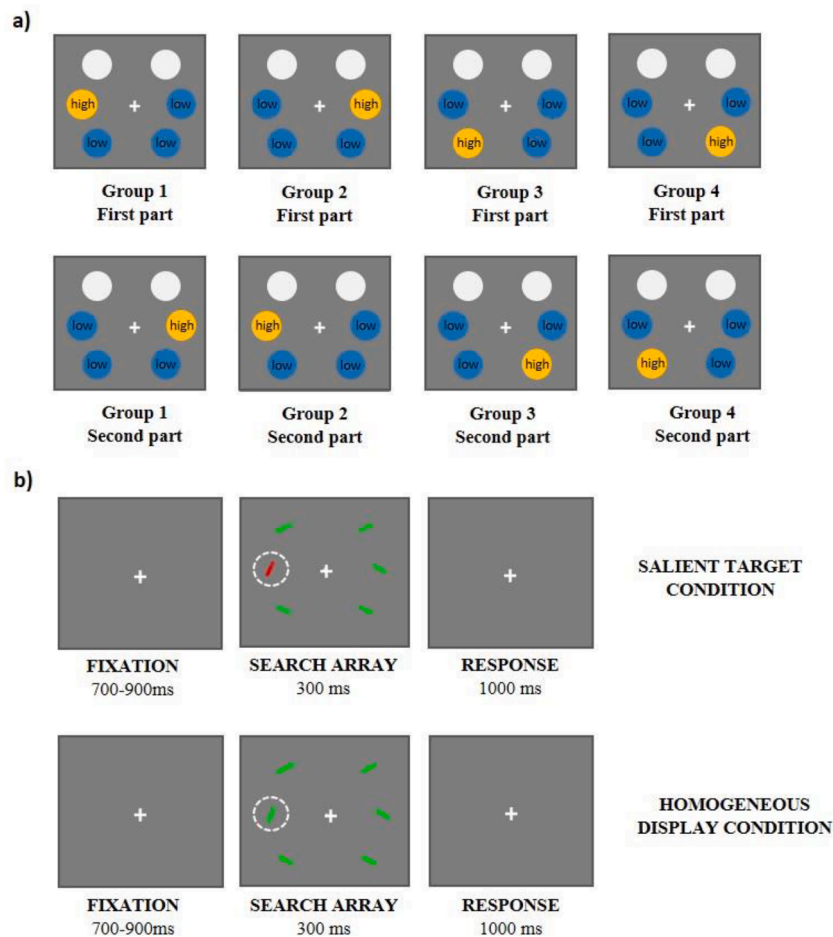 a)
high low low low
low high low low
low low high low
low low low high
Group 1 Group 2 Group 3 Group 4
First part First part First part First part
low high low low
high low low low
low low low high
low low high low
Group 1 Group 2 Group 3 Group 4
Second part Second part Second part Second part
b)
SALIENT TARGET
CONDITION
FIXATION SEARCH ARRAY RESPONSE
700-900ms 300 ms 1000 ms
HOMOGENEOUS
DISPLAY CONDITION
FIXATION SEARCH ARRAY RESPONSE
700-900ms 300 ms 1000 ms